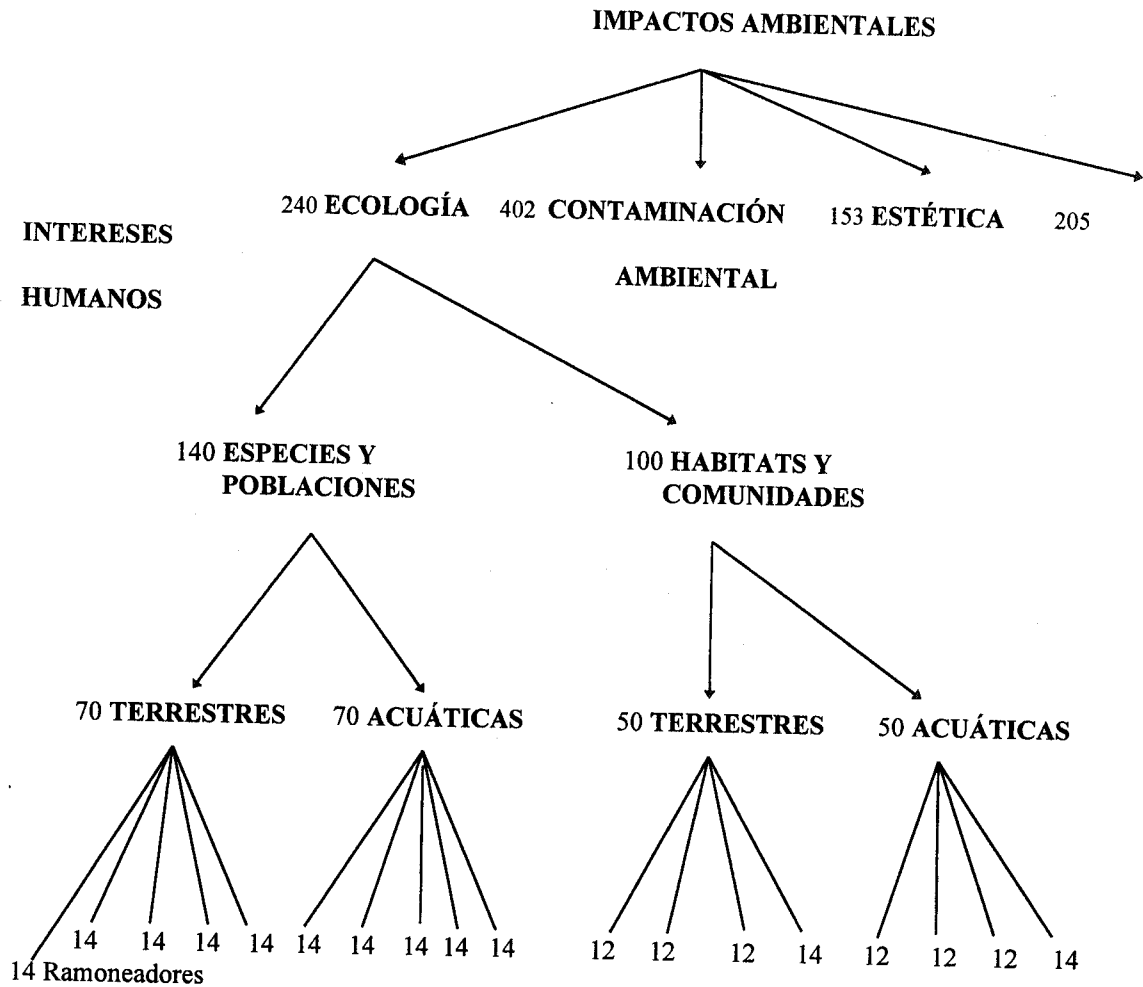 IMPACTOS AMBIENTALES
240 ECOLOGÍA 402 CONTAMINACIÓN 153 ESTÉTICA 205
INTERESES
AMBIENTAL
HUMANOS
140 ESPECIES Y 100 HABITATS Y
POBLACIONES COMUNIDADES
70 TERRESTRES 70 ACUÁTICAS 50 TERRESTRES 50 ACUÁTICAS
14 14 14 14 14 14 14 14 14 12 12 12 14 12 12 12 14
14 Ramoneadores